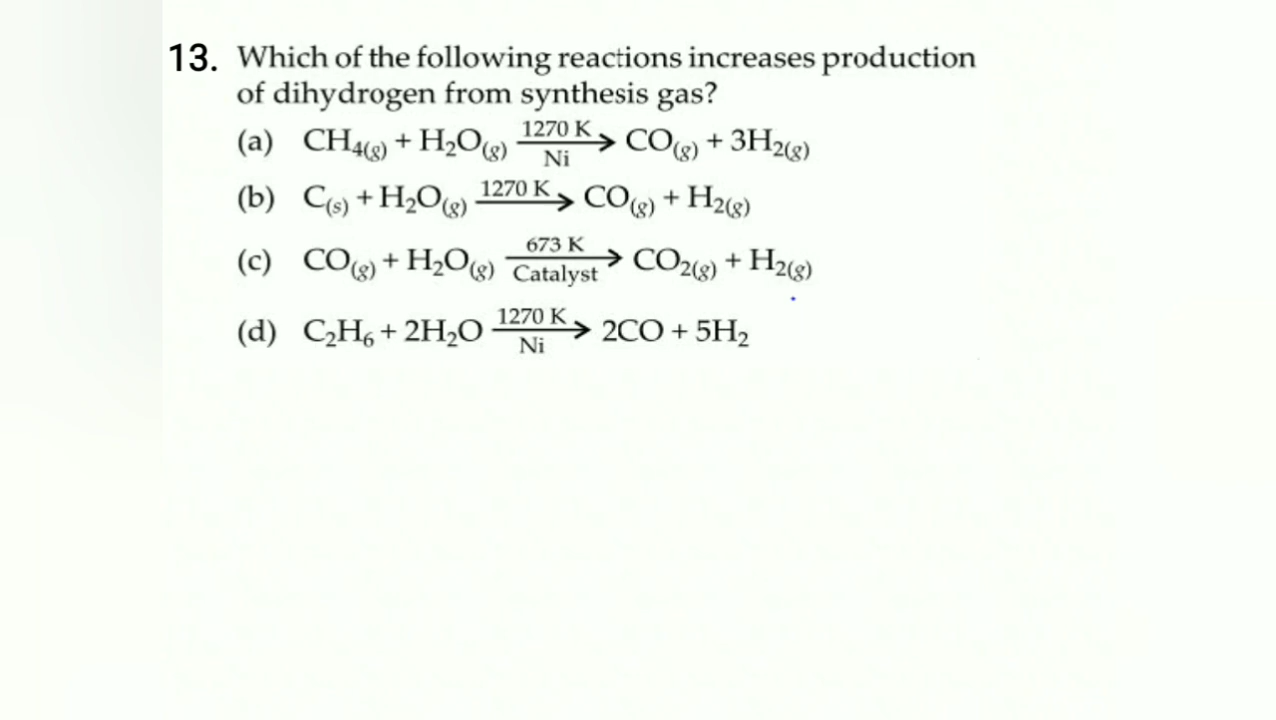 13. Which of the following reactions increases production
of dihydrogen from synthesis gas?
(a) CH₄(g) + H₂O(g) 1270 K → Ni CO(g) + 3H₂(g)
(b) C(s) + H₂O(g) 1270 K → CO(g) + H₂(g)
(c) CO(g) + H₂O(g) 673 K → Catalyst CO₂(g) + H₂(g)
(d) C₂H₆ + 2H₂O 1270 K → Ni 2CO + 5H₂